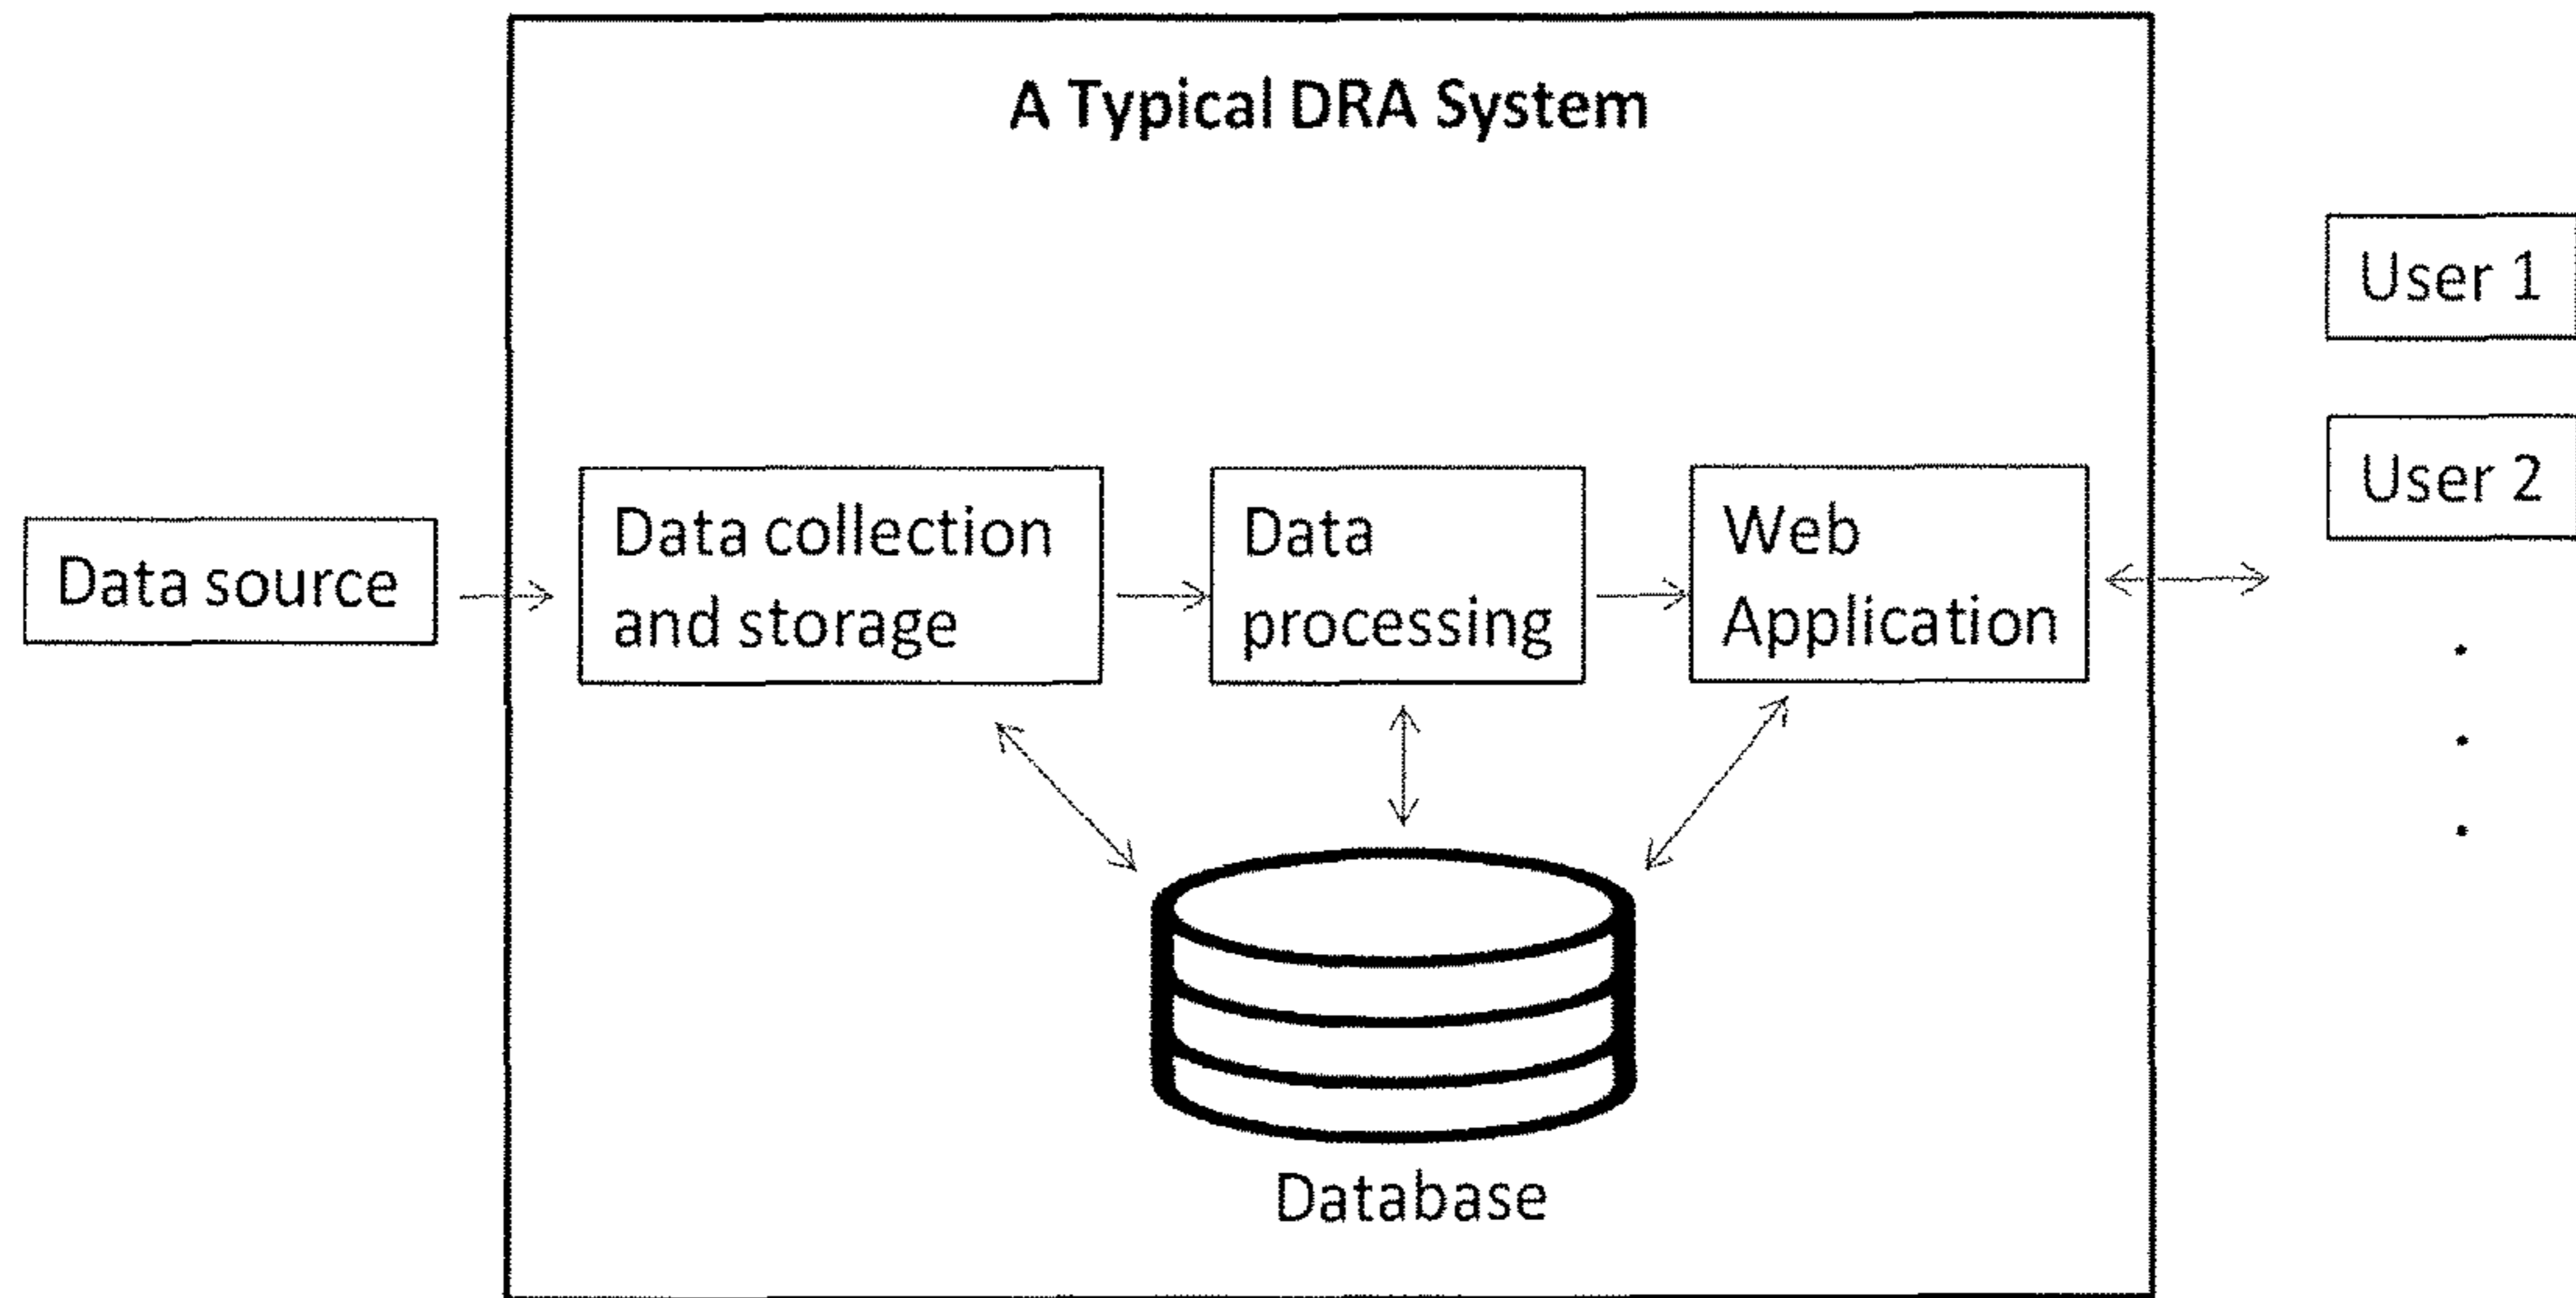 A Typical DRA System
User 1
User 2
Data source
Data collection
and storage
Data
processing
Web
Application
Database